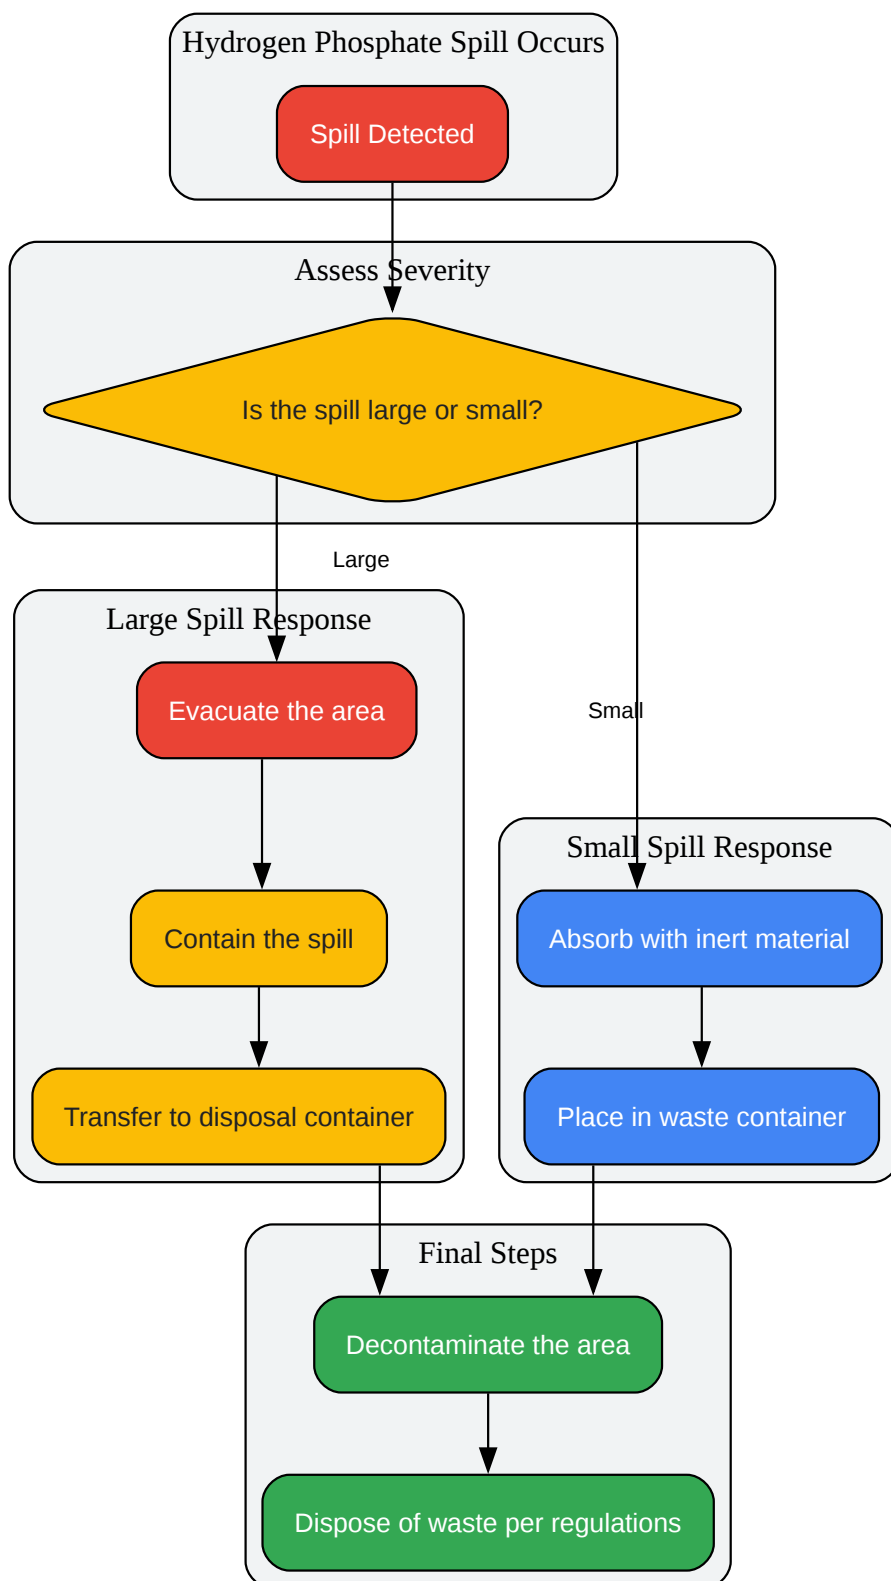 Hydrogen Phosphate Spill Occurs
Spill Detected
Assess Severity
Is the spill large or small?
Large
Large Spill Response
Evacuate the area
Small
Small Spill Response
Contain the spill
Absorb with inert material
Transfer to disposal container
Place in waste container
Final Steps
Decontaminate the area
Dispose of waste per regulations